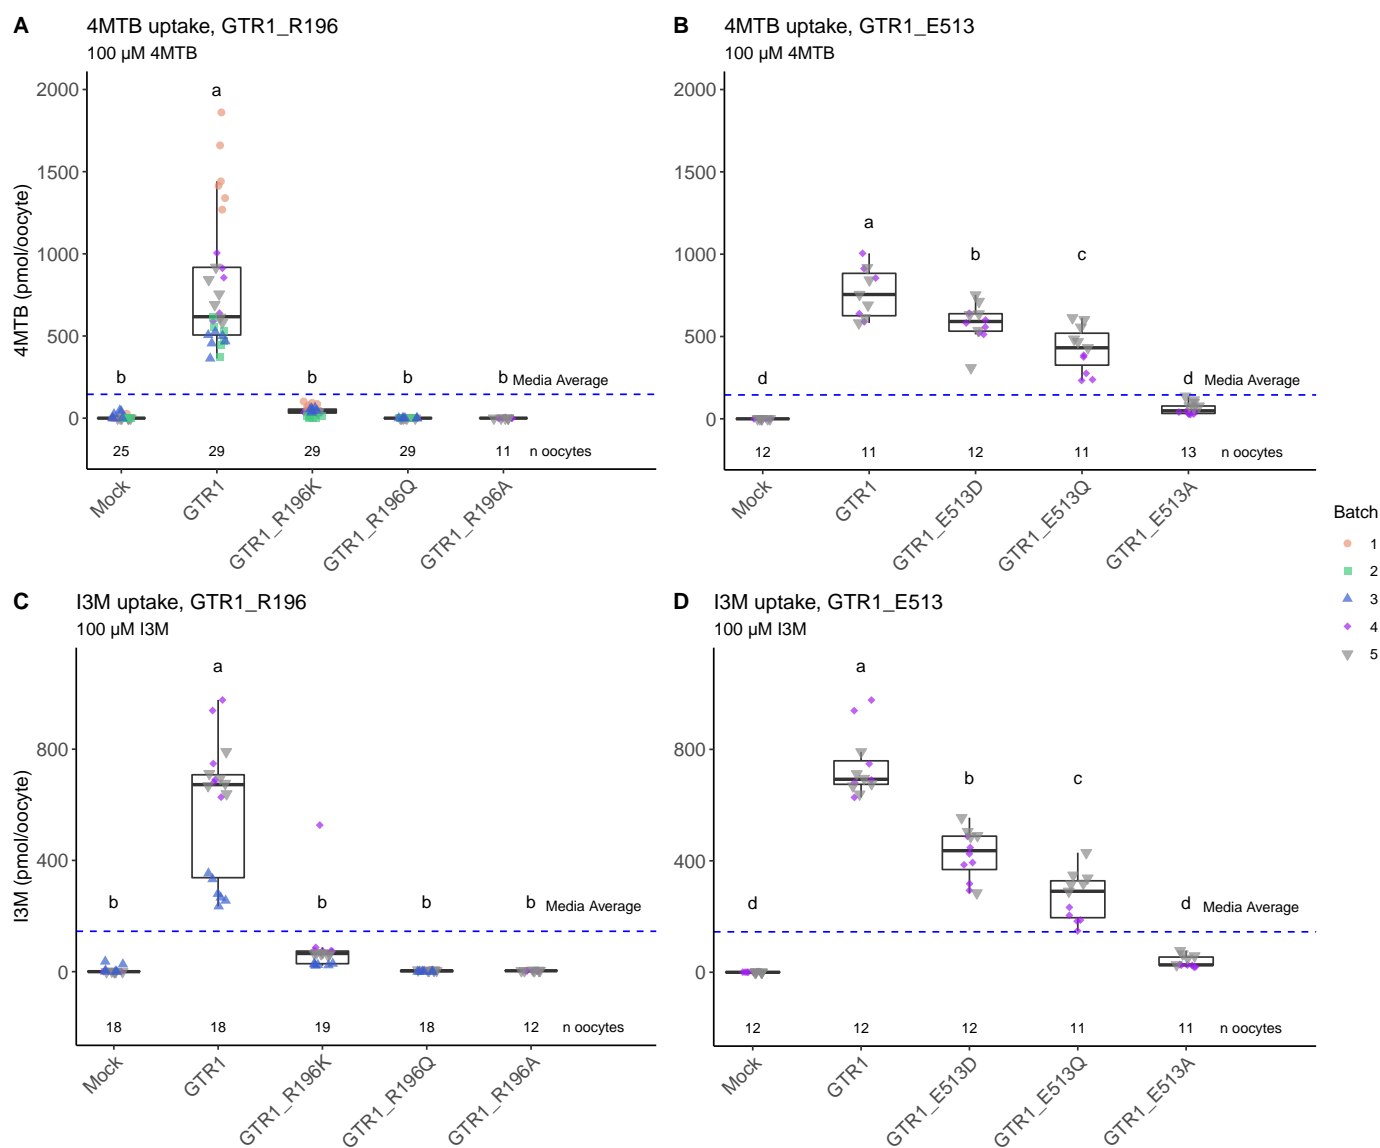 A
4MTB uptake, GTR1_R196
100 µM 4MTB
4MTB (pmol/oocyte)
2000
1500
1000
500
0
a
b
b
b
b
Media Average
25
29
29
29
11
n oocytes
Mock
GTR1
GTR1_R196K
GTR1_R196Q
GTR1_R196A
B
4MTB uptake, GTR1_E513
100 µM 4MTB
2000
1500
1000
500
0
d
a
b
c
d
Media Average
12
11
12
11
13
n oocytes
Mock
GTR1
GTR1_E513D
GTR1_E513Q
GTR1_E513A
Batch
1
2
3
4
5
C
I3M uptake, GTR1_R196
100 µM I3M
I3M (pmol/oocyte)
800
400
0
b
a
b
b
b
Media Average
18
18
19
18
12
n oocytes
Mock
GTR1
GTR1_R196K
GTR1_R196Q
GTR1_R196A
D
I3M uptake, GTR1_E513
100 µM I3M
800
400
0
d
a
b
c
d
Media Average
12
12
12
11
11
n oocytes
Mock
GTR1
GTR1_E513D
GTR1_E513Q
GTR1_E513A